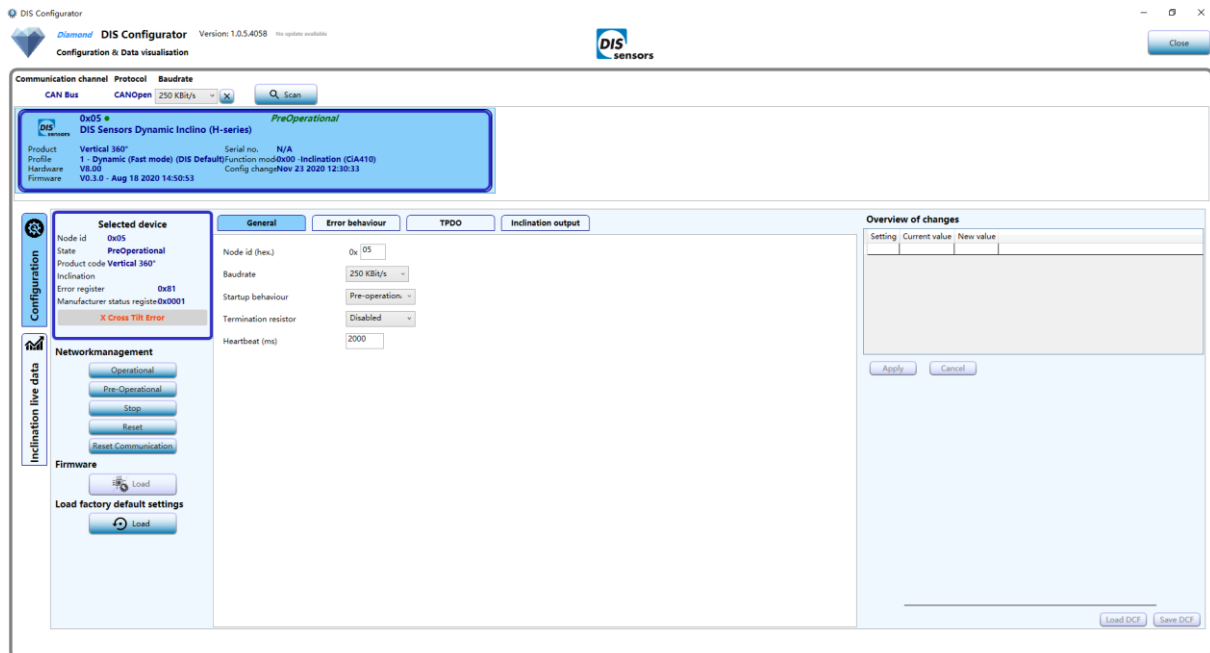 DIS Configurator
Diamond DIS Configurator Version: 1.0.5.4058 No update available
Configuration & Data visualisation
DIS sensors
Close
Communication channel Protocol Baudrate
CAN Bus CANOpen 250 KBit/s x Scan
DIS sensors
0x05 PreOperational
DIS Sensors Dynamic Inclino (H-series)
Product Vertical 360° Serial no. N/A
Profile 1 - Dynamic (Fast mode) (DIS Default) Function mod 0x00 -Inclination (CiA410)
Hardware V8.00 Config change Nov 23 2020 12:30:33
Firmware V0.3.0 - Aug 18 2020 14:50:53
Configuration
Inclination live data
Selected device
Node id 0x05
State PreOperational
Product code Vertical 360°
Inclination
Error register 0x81
Manufacturer status registe 0x0001
X Cross Tilt Error
Networkmanagement
Operational
Pre-Operational
Stop
Reset
Reset Communication
Firmware
Load
Load factory default settings
Load
General Error behaviour TPDO Inclination output
Node id (hex.) 0x 05
Baudrate 250 KBit/s
Startup behaviour Pre-operation
Termination resistor Disabled
Heartbeat (ms) 2000
Overview of changes
Setting Current value New value
Apply Cancel
Load DCF Save DCF